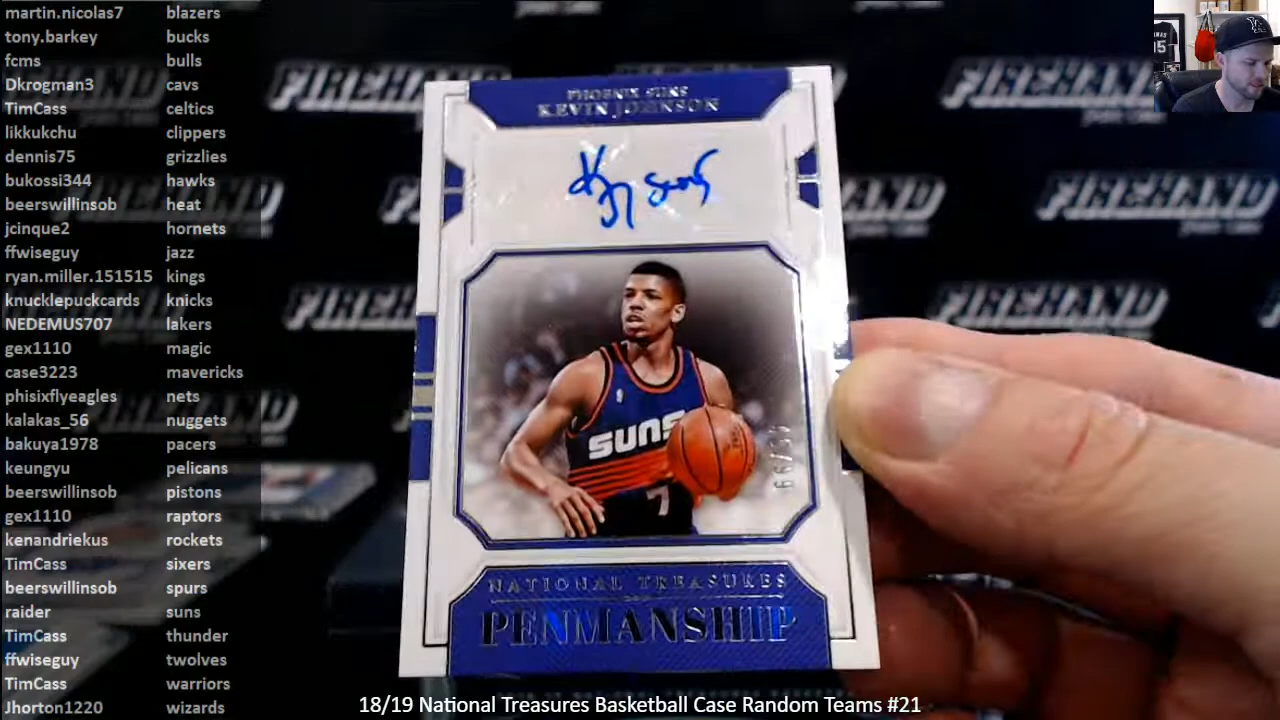 martin.nicolas7 blazers
tony.barkey bucks
fcms bulls
Dkrogman3 cavs
TimCass celtics
likkukchu clippers
dennis75 grizzlies
bukossi344 hawks
beerswillinsob heat
jcinque2 hornets
ffwiseguy jazz
ryan.miller.151515 kings
knucklepuckcards knicks
NEDEMUS707 lakers
gex1110 magic
case3223 mavericks
phisixflyeagles nets
kalakas_56 nuggets
bakuya1978 pacers
keungyu pelicans
beerswillinsob pistons
gex1110 raptors
kenandriekus rockets
TimCass sixers
beerswillinsob spurs
raider suns
TimCass thunder
ffwiseguy twolves
TimCass warriors
Jhorton1220 wizards
PHOENIX SUNS
KEVIN JOHNSON
SUNS
7
NATIONAL TREASURES
PENMANSHIP
FIREHAND
FIREHAND
FIREHAND
FIREHAND
FIREHAND
18/19 National Treasures Basketball Case Random Teams #21